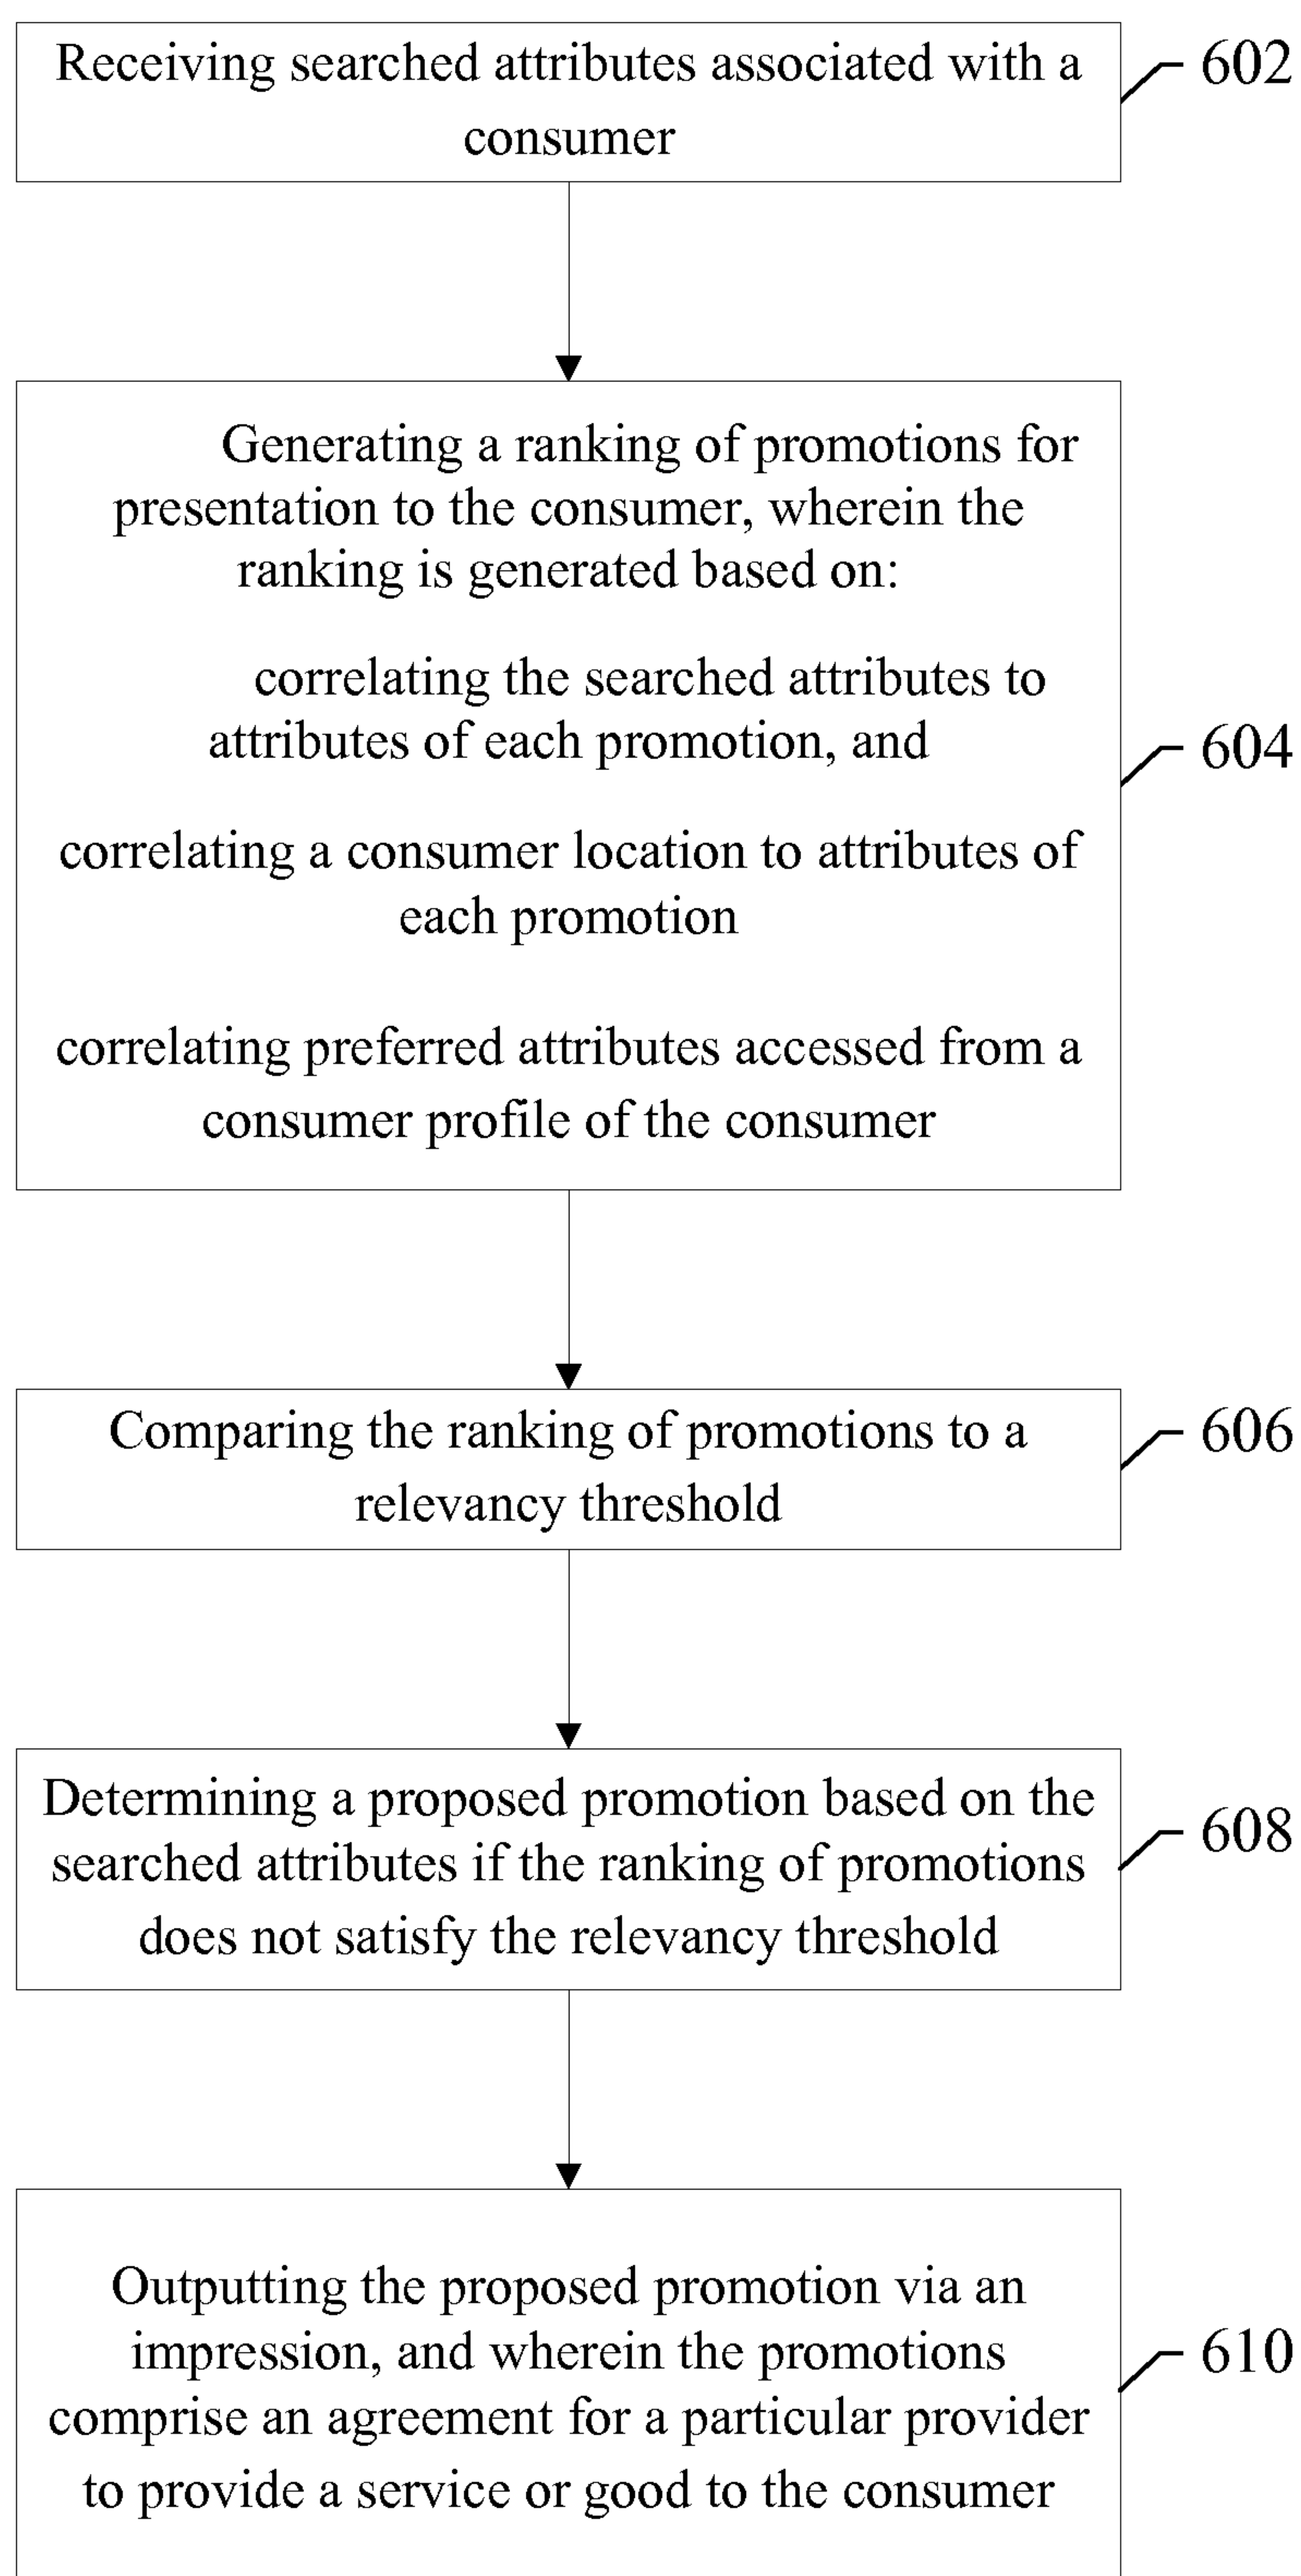 Receiving searched attributes associated with a
consumer
602
Generating a ranking of promotions for
presentation to the consumer, wherein the
ranking is generated based on:
correlating the searched attributes to
attributes of each promotion, and
correlating a consumer location to attributes of
each promotion
correlating preferred attributes accessed from a
consumer profile of the consumer
604
Comparing the ranking of promotions to a
relevancy threshold
606
Determining a proposed promotion based on the
searched attributes if the ranking of promotions
does not satisfy the relevancy threshold
608
Outputting the proposed promotion via an
impression, and wherein the promotions
comprise an agreement for a particular provider
to provide a service or good to the consumer
610